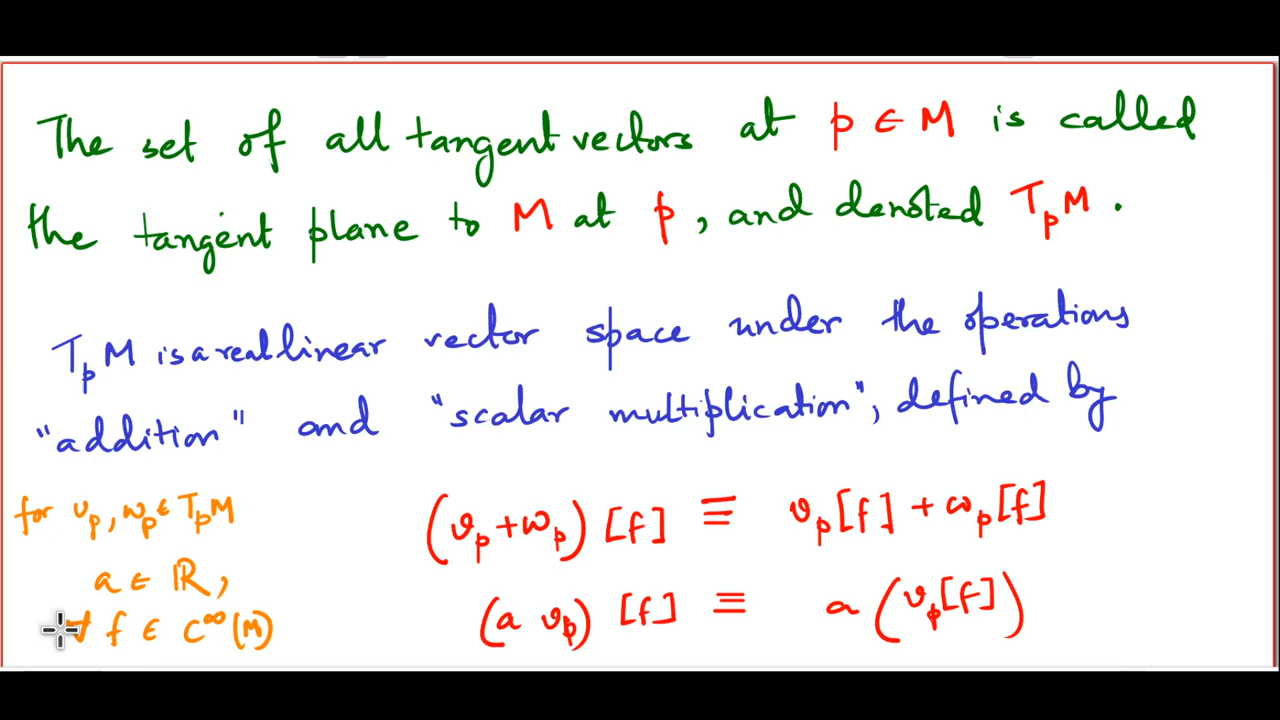 The set of all tangent vectors at p ∈ M is called
the tangent plane to M at p, and denoted TₚM.
TₚM is a real linear vector space under the operations
"addition" and "scalar multiplication", defined by
for vₚ, wₚ ∈ TₚM
(vₚ + wₚ) [f] ≡ vₚ[f] + wₚ[f]
a ∈ ℝ,
(a vₚ) [f] ≡ a (vₚ[f])
∀ f ∈ C^∞(M)